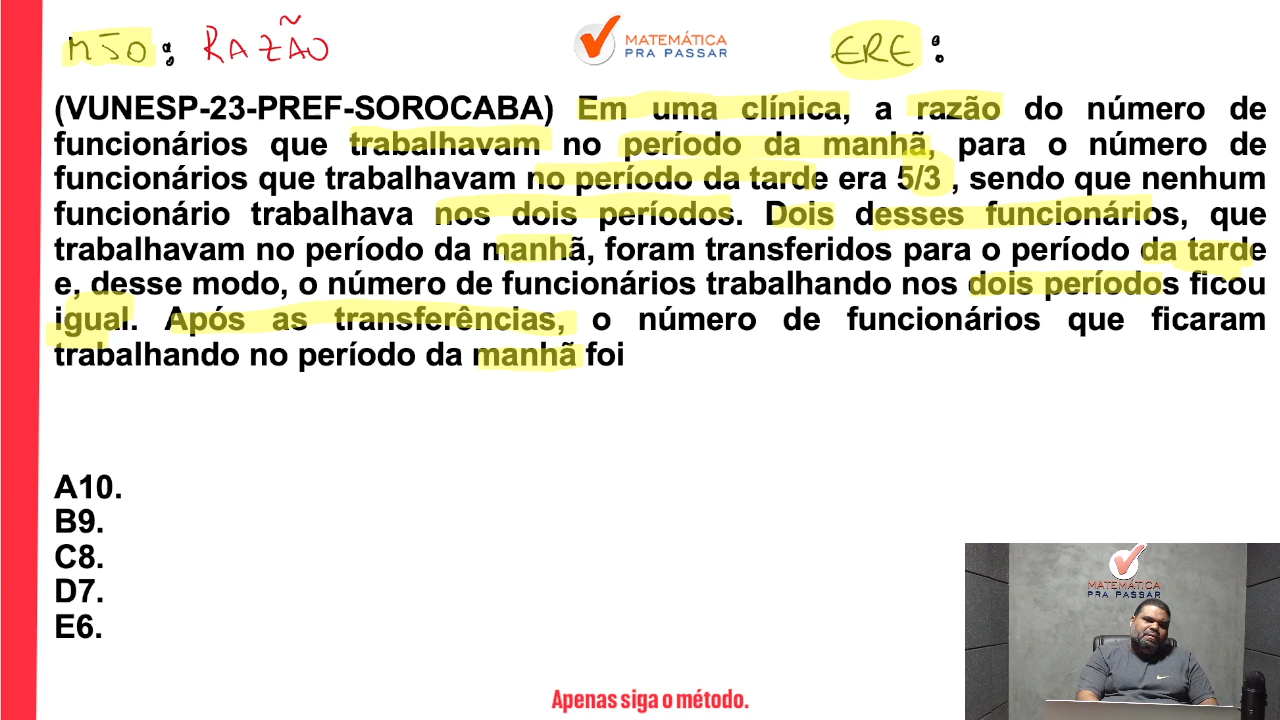 MJO: RAZÃO
MATEMÁTICA
PRA PASSAR
ERE:
(VUNESP-23-PREF-SOROCABA) Em uma clínica, a razão do número de
funcionários que trabalhavam no período da manhã, para o número de
funcionários que trabalhavam no período da tarde era 5/3 , sendo que nenhum
funcionário trabalhava nos dois períodos. Dois desses funcionários, que
trabalhavam no período da manhã, foram transferidos para o período da tarde
e, desse modo, o número de funcionários trabalhando nos dois períodos ficou
igual. Após as transferências, o número de funcionários que ficaram
trabalhando no período da manhã foi
A10.
B9.
C8.
D7.
E6.
MATEMÁTICA
PRA PASSAR
Apenas siga o método.